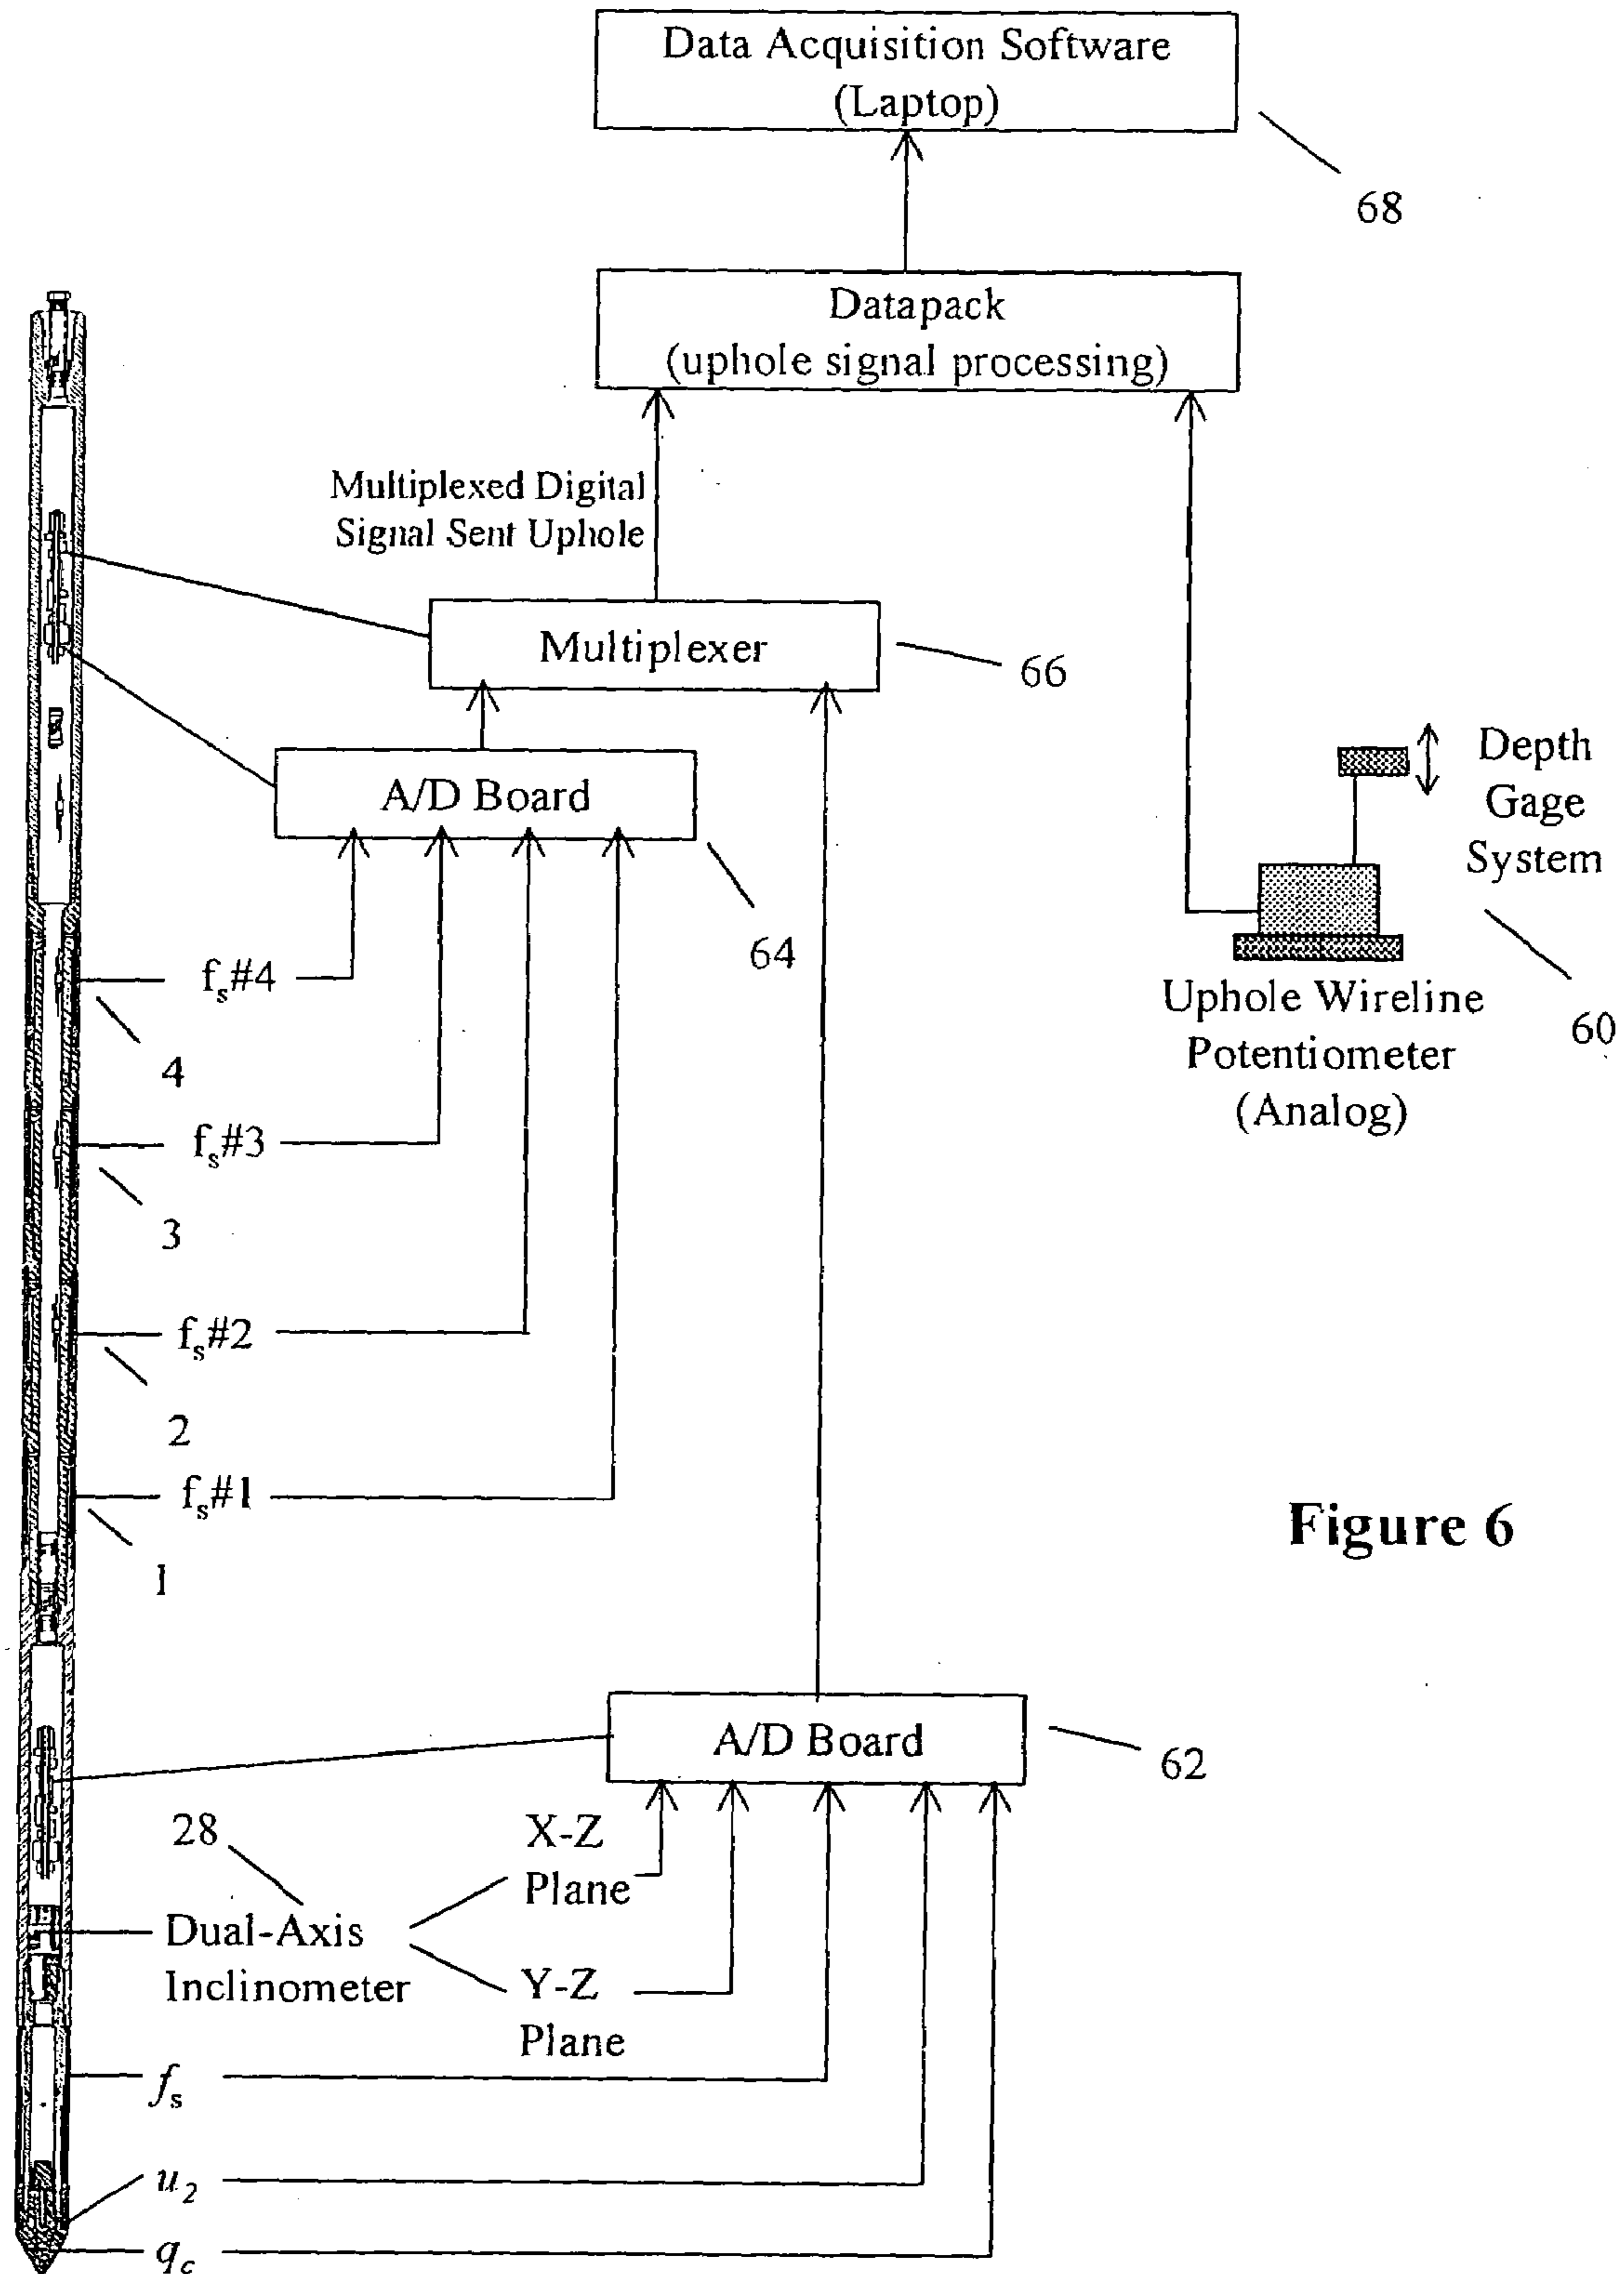 Data Acquisition Software
(Laptop)
68
Datapack
(uphole signal processing)
Multiplexed Digital
Signal Sent Uphole
Multiplexer
66
A/D Board
64
Depth
Gage
System
60
Uphole Wireline
Potentiometer
(Analog)
fs#4
4
fs#3
3
fs#2
2
fs#1
1
Figure 6
A/D Board
62
28
X-Z
Plane
Dual-Axis
Inclinometer
Y-Z
Plane
fs
u2
qc